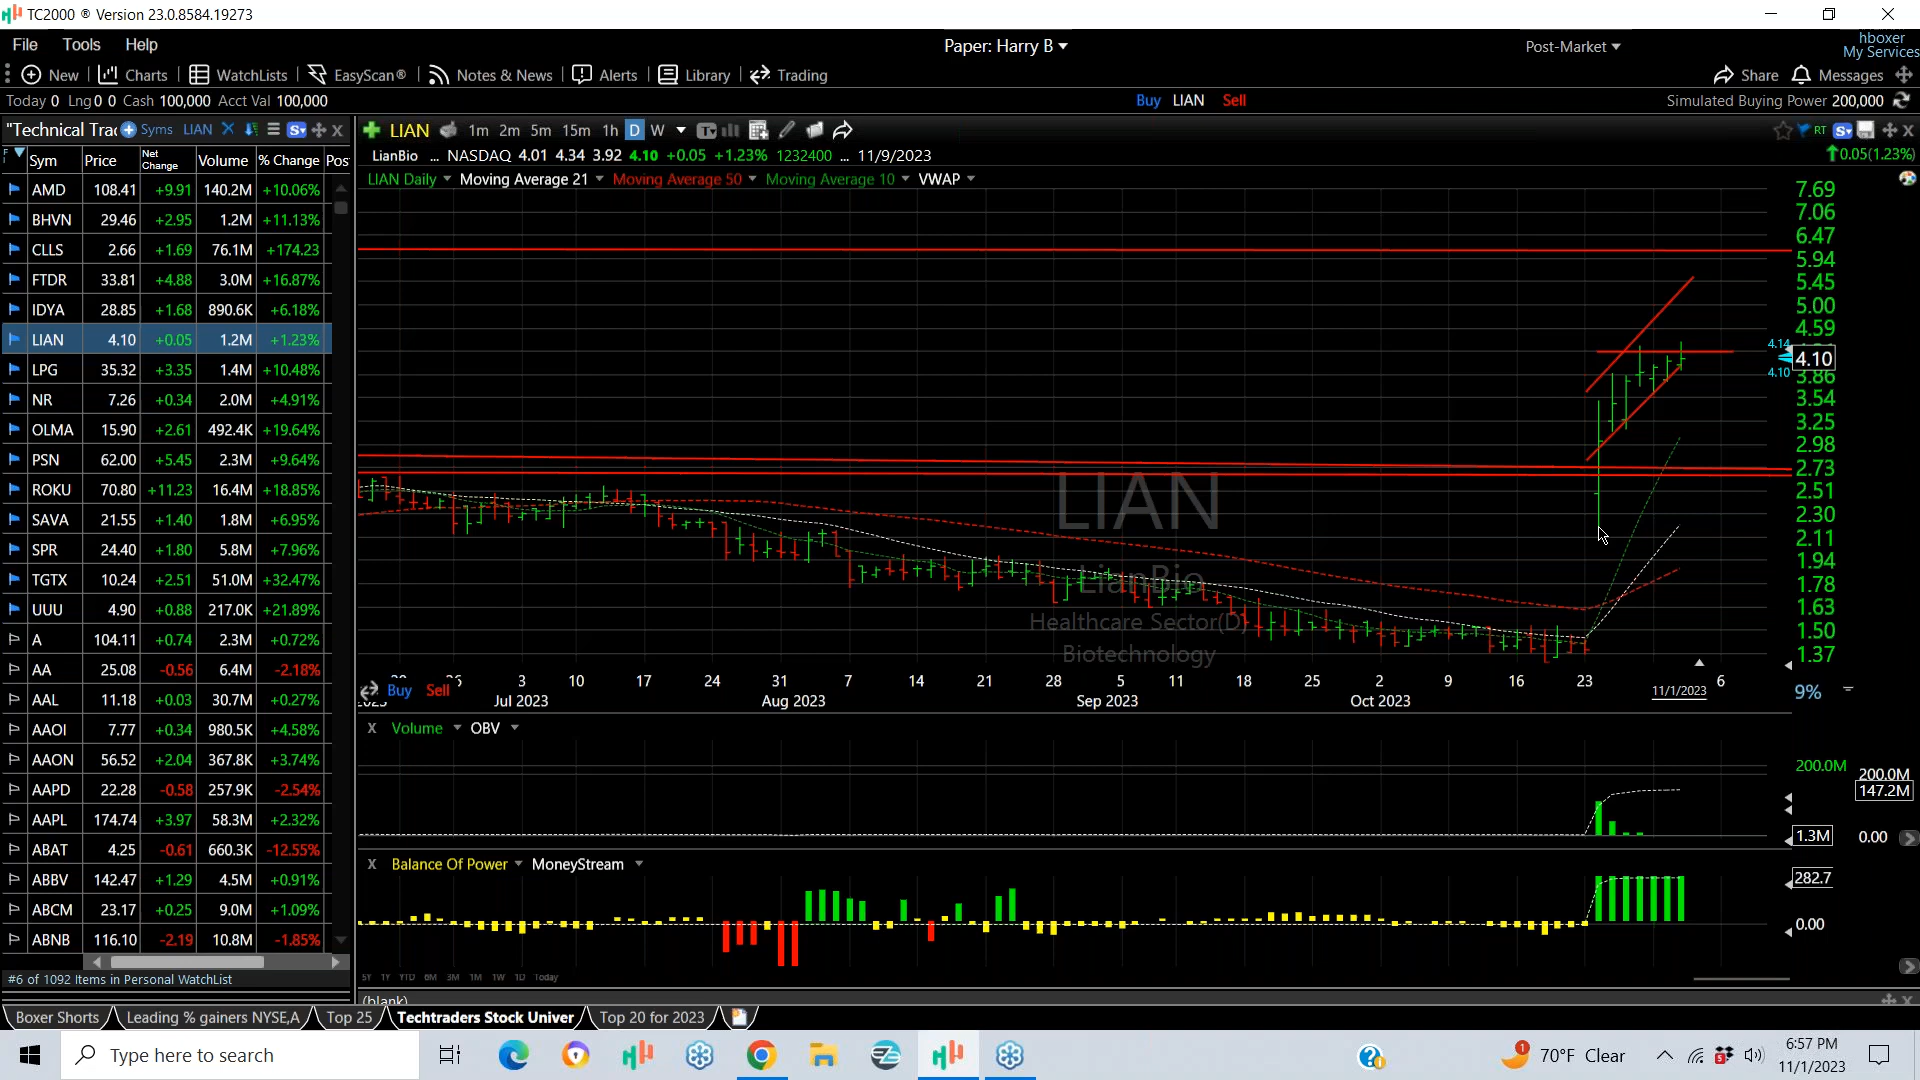 TC2000 ® Version 23.0.8584.19273
File Tools Help
Paper: Harry B
Post-Market
hboxer
My Services
New Charts WatchLists EasyScan® Notes & News Alerts Library Trading
Share Messages
Today 0 Lng 0 0 Cash 100,000 Acct Val 100,000
Buy LIAN Sell
Simulated Buying Power 200,000
"Technical Trac Syms LIAN
LIAN 1m 2m 5m 15m 1h D W
RT
LianBio ... NASDAQ 4.01 4.34 3.92 4.10 +0.05 +1.23% 1232400 ... 11/9/2023
0.05(1.23%)
LIAN Daily Moving Average 21 Moving Average 50 Moving Average 10 VWAP
Sym Price Net Change Volume % Change Pos
AMD 108.41 +9.91 140.2M +10.06%
BHVN 29.46 +2.95 1.2M +11.13%
CLLS 2.66 +1.69 76.1M +174.23
FTDR 33.81 +4.88 3.0M +16.87%
IDYA 28.85 +1.68 890.6K +6.18%
LIAN 4.10 +0.05 1.2M +1.23%
LPG 35.32 +3.35 1.4M +10.48%
NR 7.26 +0.34 2.0M +4.91%
OLMA 15.90 +2.61 492.4K +19.64%
PSN 62.00 +5.45 2.3M +9.64%
ROKU 70.80 +11.23 16.4M +18.85%
SAVA 21.55 +1.40 1.8M +6.95%
SPR 24.40 +1.80 5.8M +7.96%
TGTX 10.24 +2.51 51.0M +32.47%
UUU 4.90 +0.88 217.0K +21.89%
A 104.11 +0.74 2.3M +0.72%
AA 25.08 -0.56 6.4M -2.18%
AAL 11.18 +0.03 30.7M +0.27%
AAOI 7.77 +0.34 980.5K +4.58%
AAON 56.52 +2.04 367.8K +3.74%
AAPD 22.28 -0.58 257.9K -2.54%
AAPL 174.74 +3.97 58.3M +2.32%
ABAT 4.25 -0.61 660.3K -12.55%
ABBV 142.47 +1.29 4.5M +0.91%
ABCM 23.17 +0.25 9.0M +1.09%
ABNB 116.10 -2.19 10.8M -1.85%
#6 of 1092 Items in Personal WatchList
7.69
7.06
6.47
5.94
5.45
5.00
4.59
4.14
4.10
4.10
3.86
3.54
3.25
2.98
2.73
2.51
2.30
2.11
1.94
1.78
1.63
1.50
1.37
LIAN
LianBio
Healthcare Sector(D)
Biotechnology
3 10 17 24 31 7 14 21 28 5 11 18 25 2 9 16 23 6
Buy Sell
Jul 2023 Aug 2023 Sep 2023 Oct 2023 11/1/2023
9%
X Volume OBV
200.0M
200.0M
147.2M
1.3M 0.00
X Balance Of Power MoneyStream
282.7
0.00
5Y 1Y YTD 6M 3M 1M 1W 1D Today
(blank)
Boxer Shorts Leading % gainers NYSE,A Top 25 Techtraders Stock Univer Top 20 for 2023
Type here to search
70°F Clear
6:57 PM
11/1/2023